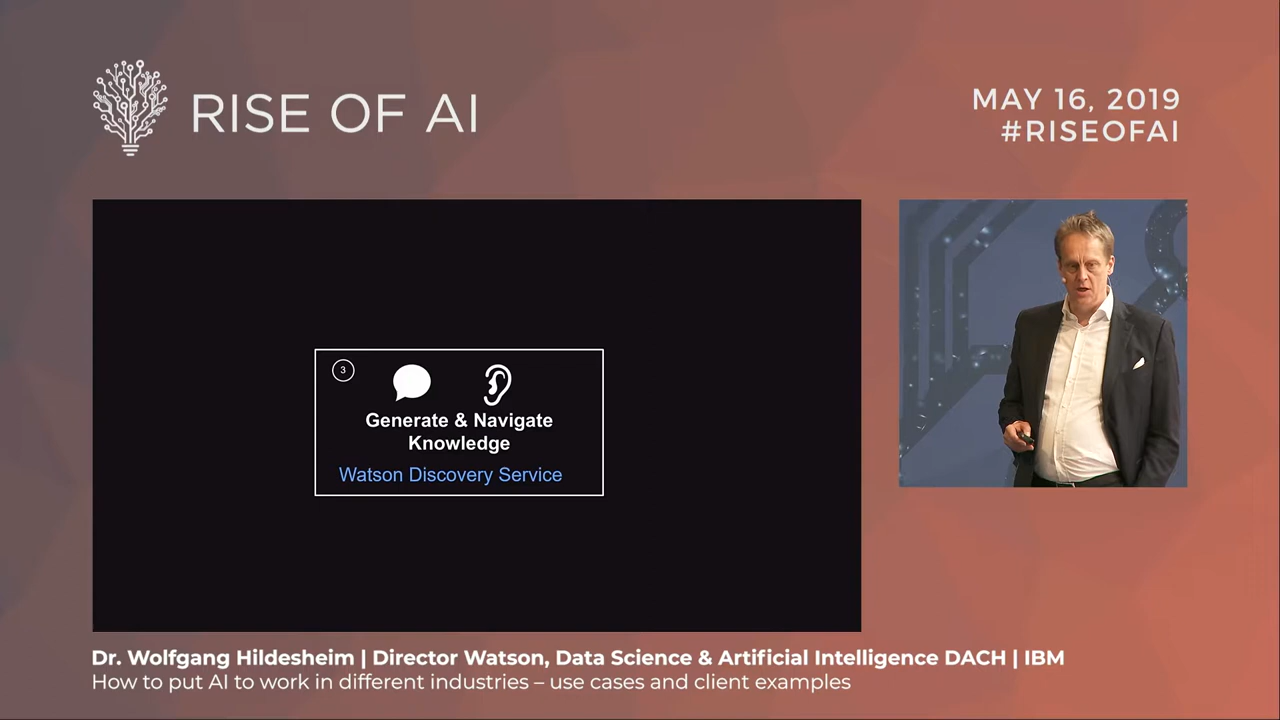 RISE OF AI
MAY 16, 2019
#RISEOFAI
3
Generate & Navigate
Knowledge
Watson Discovery Service
Dr. Wolfgang Hildesheim | Director Watson, Data Science & Artificial Intelligence DACH | IBM
How to put AI to work in different industries – use cases and client examples